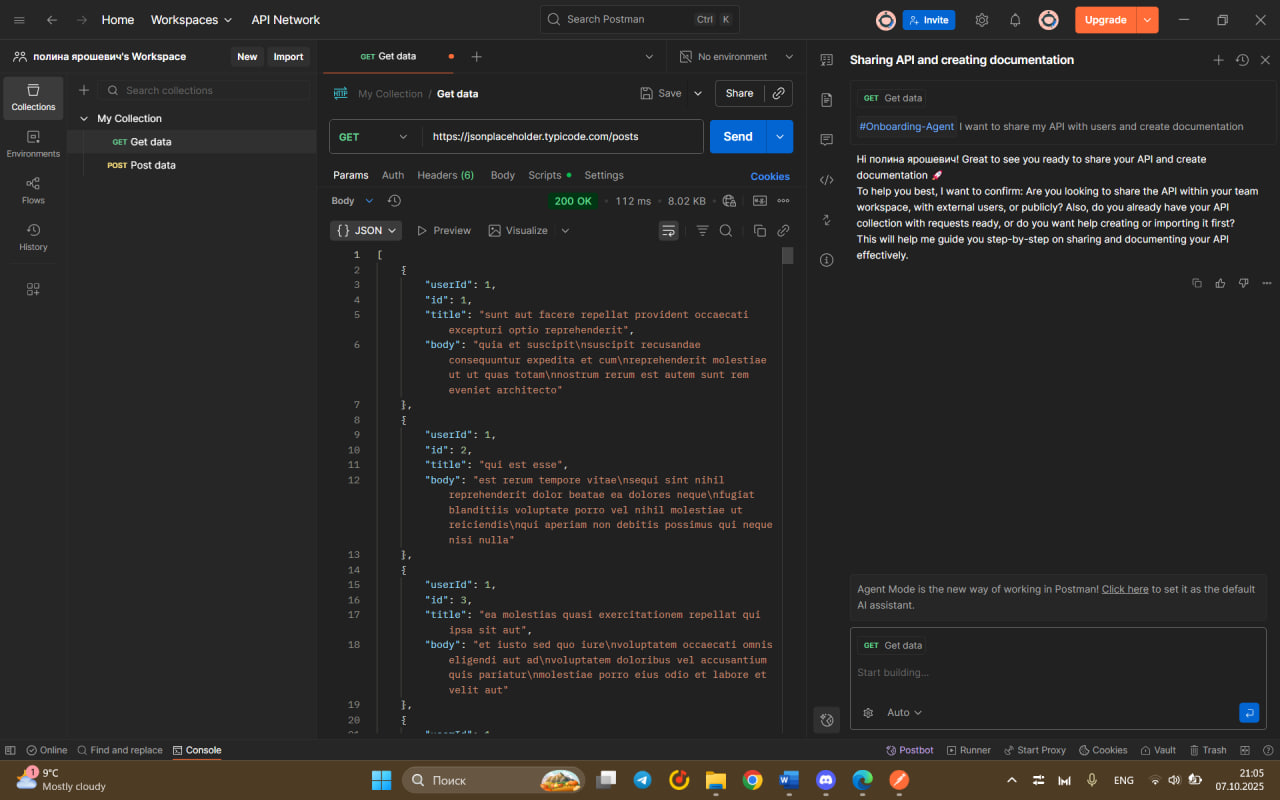 Home
Workspaces
API Network
Search Postman
Ctrl K
Invite
Upgrade
полина ярошевич's Workspace
New
Import
Collections
Environments
Flows
History
Search collections
My Collection
GET Get data
POST Post data
GET Get data
No environment
My Collection / Get data
Save
Share
GET
https://jsonplaceholder.typicode.com/posts
Send
Params Auth Headers (6) Body Scripts Settings
Cookies
Body
200 OK 112 ms 8.02 KB
{} JSON Preview Visualize
1 [
2 {
3 "userId": 1,
4 "id": 1,
5 "title": "sunt aut facere repellat provident occaecati
excepturi optio reprehenderit",
6 "body": "quia et suscipit\nsuscipit recusandae
consequuntur expedita et cum\nreprehenderit molestiae
ut ut quas totam\nnostrum rerum est autem sunt rem
eveniet architecto"
7 },
8 {
9 "userId": 1,
10 "id": 2,
11 "title": "qui est esse",
12 "body": "est rerum tempore vitae\nsequi sint nihil
reprehenderit dolor beatae ea dolores neque\nfugiat
blanditiis voluptate porro vel nihil molestiae ut
reiciendis\nqui aperiam non debitis possimus qui neque
nisi nulla"
13 },
14 {
15 "userId": 1,
16 "id": 3,
17 "title": "ea molestias quasi exercitationem repellat qui
ipsa sit aut",
18 "body": "et iusto sed quo iure\nvoluptatem occaecati omnis
eligendi aut ad\nvoluptatem doloribus vel accusantium
quis pariatur\nmolestiae porro eius odio et labore et
velit aut"
19 },
20 {
21 "userId": 1
Sharing API and creating documentation
GET Get data
#Onboarding-Agent I want to share my API with users and create documentation
Hi полина ярошевич! Great to see you ready to share your API and create
documentation 🚀
To help you best, I want to confirm: Are you looking to share the API within your team
workspace, with external users, or publicly? Also, do you already have your API
collection with requests ready, or do you want help creating or importing it first?
This will help me guide you step-by-step on sharing and documenting your API
effectively.
Agent Mode is the new way of working in Postman! Click here to set it as the default
AI assistant.
GET Get data
Start building...
Auto
Online
Find and replace
Console
Postbot
Runner
Start Proxy
Cookies
Vault
Trash
1
9°C
Mostly cloudy
Поиск
ENG
21:05
07.10.2025